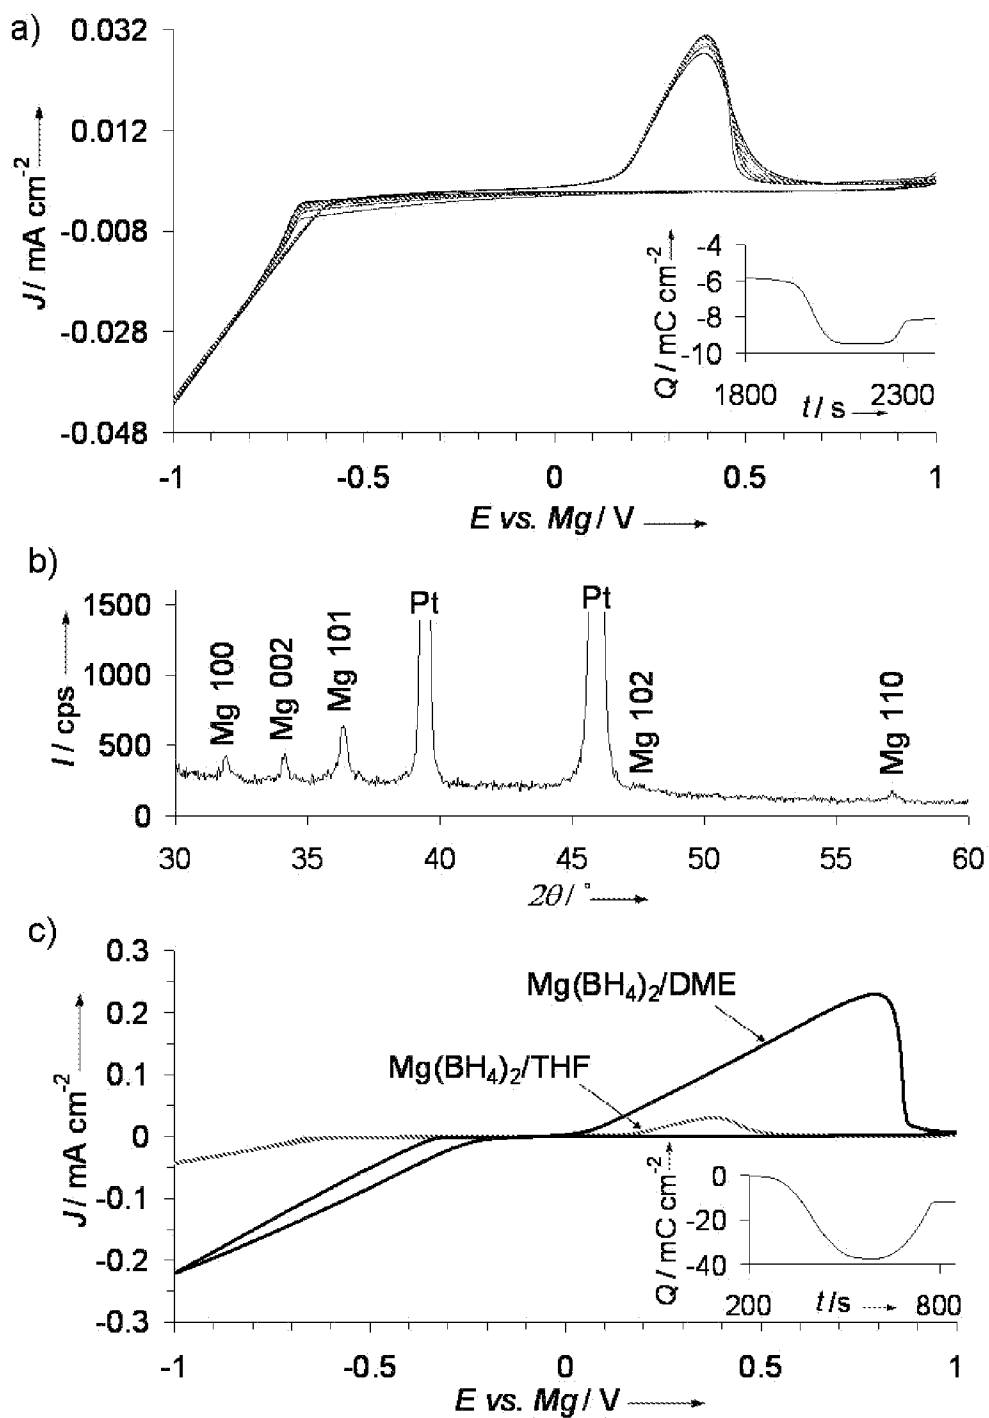 a)
0.032
0.012
-0.008
-0.028
-0.048
J / mA cm-2
-1
-0.5
0
0.5
1
E vs. Mg / V
Q / mC cm-2
-4
-6
-8
-10
1800
2300
t / s
b)
1500
1000
500
0
I / cps
Mg 100
Mg 002
Mg 101
Pt
Pt
Mg 102
Mg 110
30
35
40
45
50
55
60
2θ / °
c)
0.3
0.2
0.1
0
-0.1
-0.2
-0.3
J / mA cm-2
Mg(BH4)2/DME
Mg(BH4)2/THF
Q / mC cm-2
0
-20
-40
200
t /s
800
-1
-0.5
0
0.5
1
E vs. Mg / V